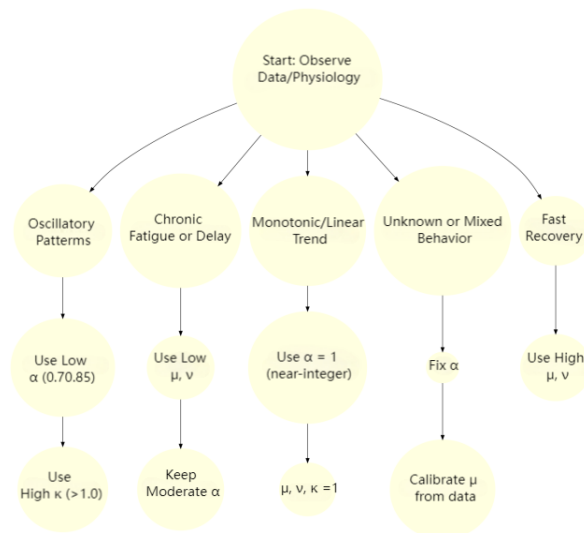 Start: Observe
Data/Physiology
Oscillatory
Patterms
Chronic
Fatigue or Delay
Monotonic/Linear
Trend
Unknown or Mixed
Behavior
Fast
Recovery
Use Low
α (0.70.85)
Use Low
μ, ν
Use α = 1
(near-integer)
Fix α
Use High
μ, ν
Use
High κ (>1.0)
Keep
Moderate α
μ, ν, κ =1
Calibrate μ
from data